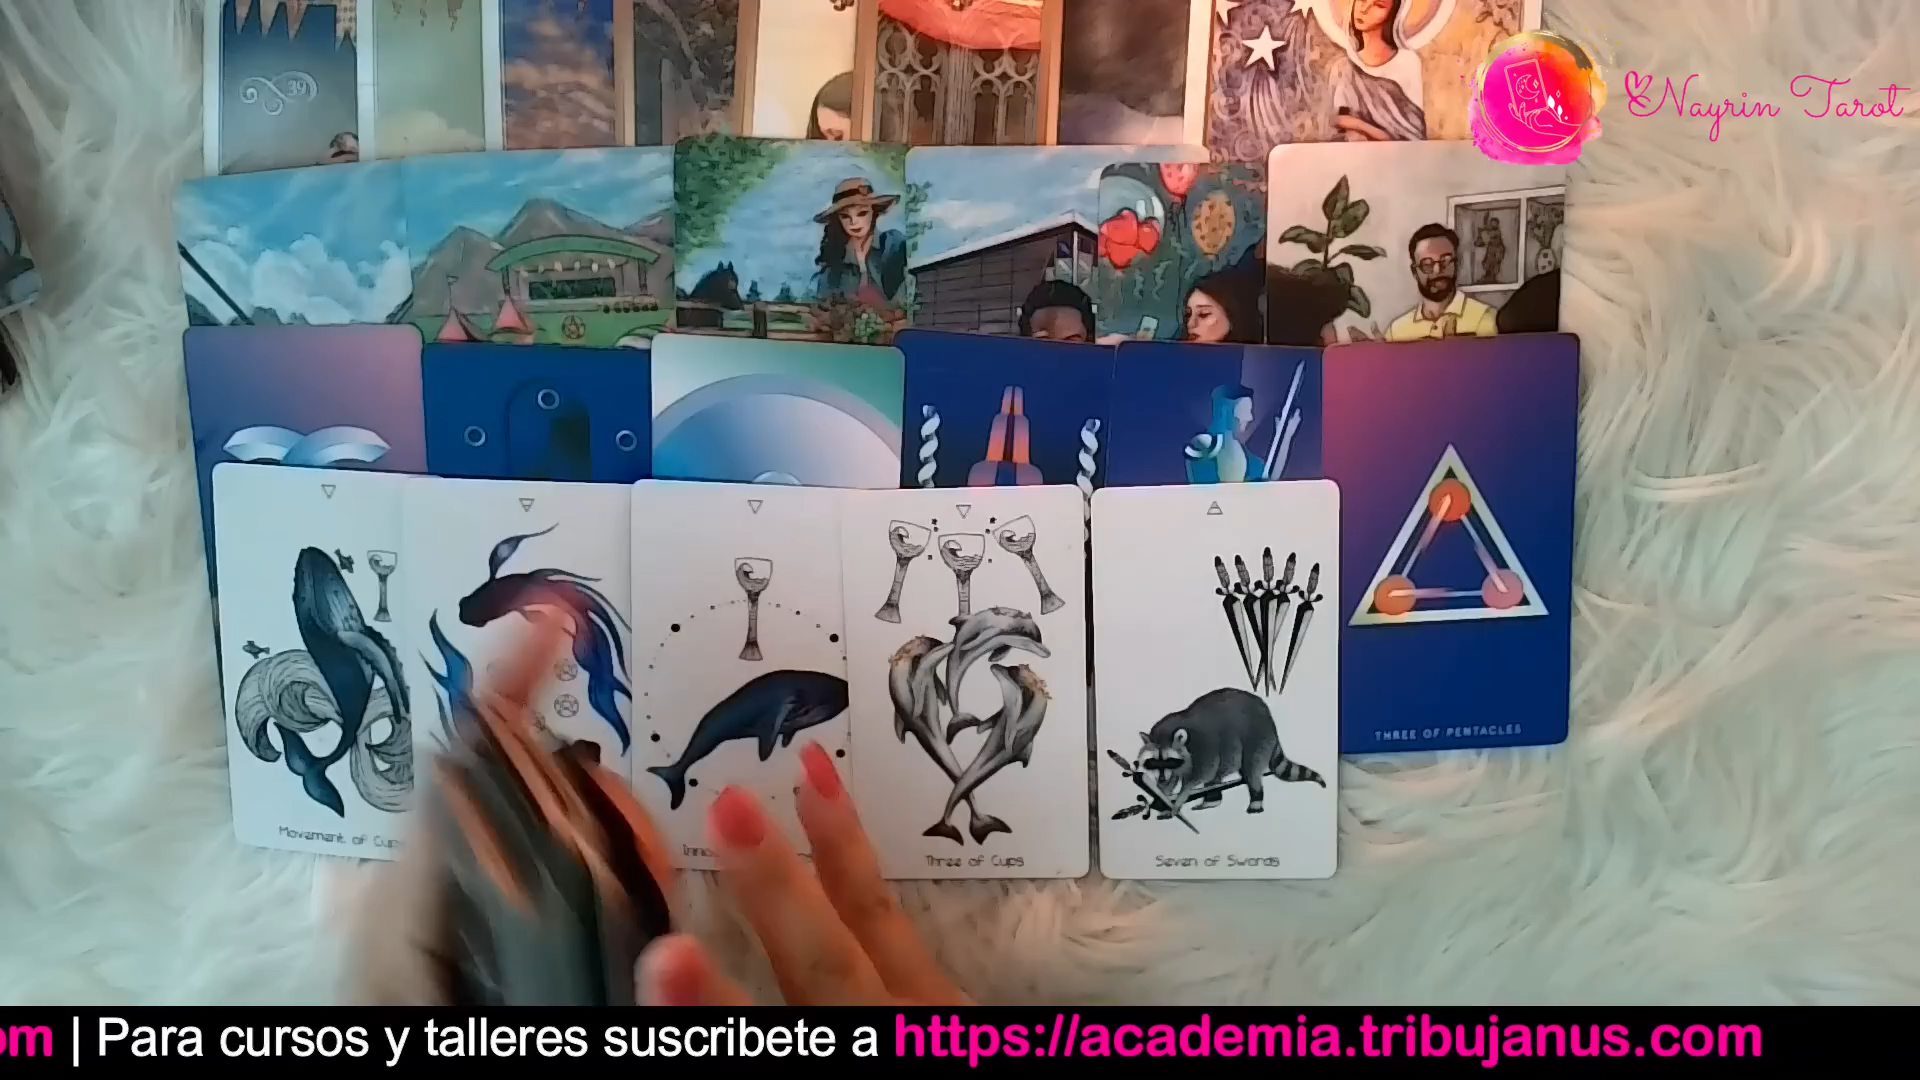 39
Nayrin Tarot
THREE OF PENTACLES
Movement of Cup
Three of Cups
Seven of Swords
om | Para cursos y talleres suscribete a https://academia.tribujanus.com